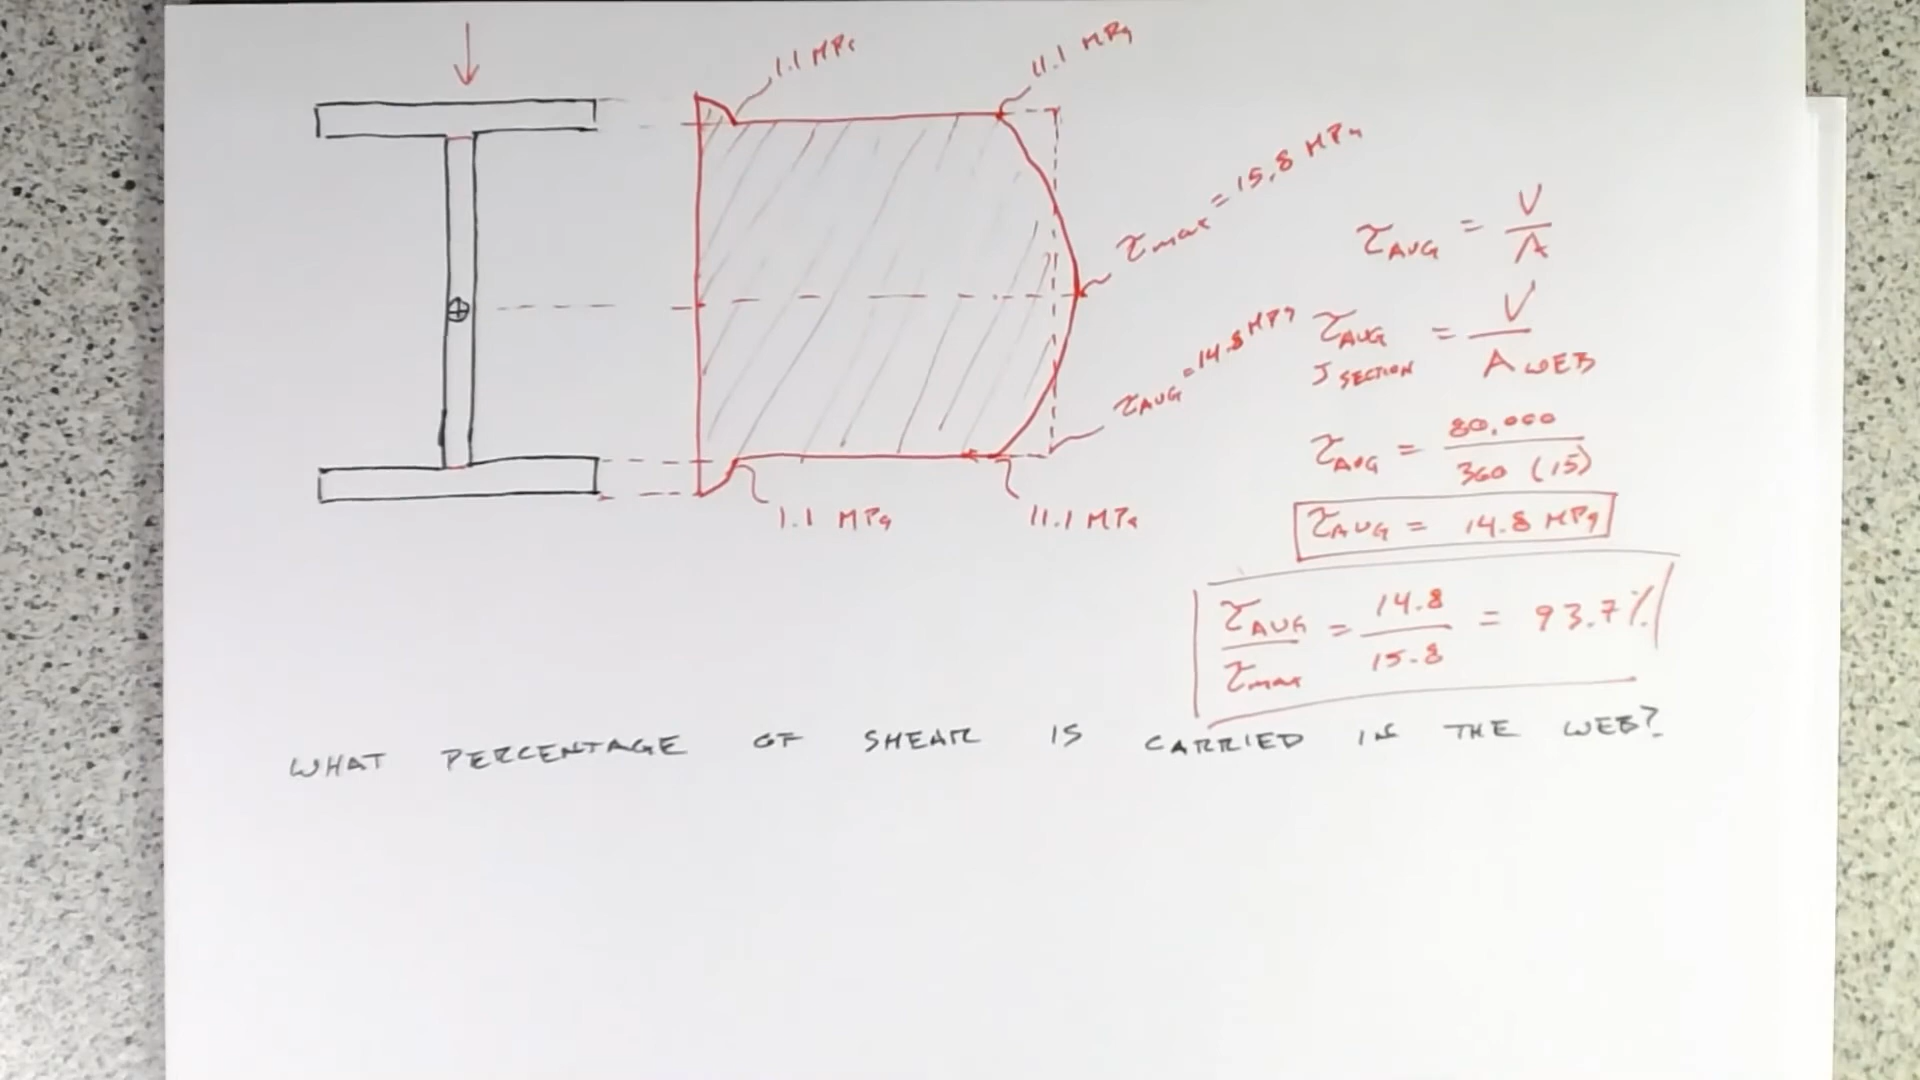 1.1 MPa
11.1 MPa
τmax = 15.8 MPa
τAVG = 14.8 MPa
1.1 MPa
11.1 MPa
τAVG = V/A
τAVG = V/A WEB
I SECTION
τAVG = 80,000/360 (15)
τAVG = 14.8 MPa
τAVG/τmax = 14.8/15.8 = 93.7%
WHAT PERCENTAGE OF SHEAR IS CARRIED IN THE WEB?